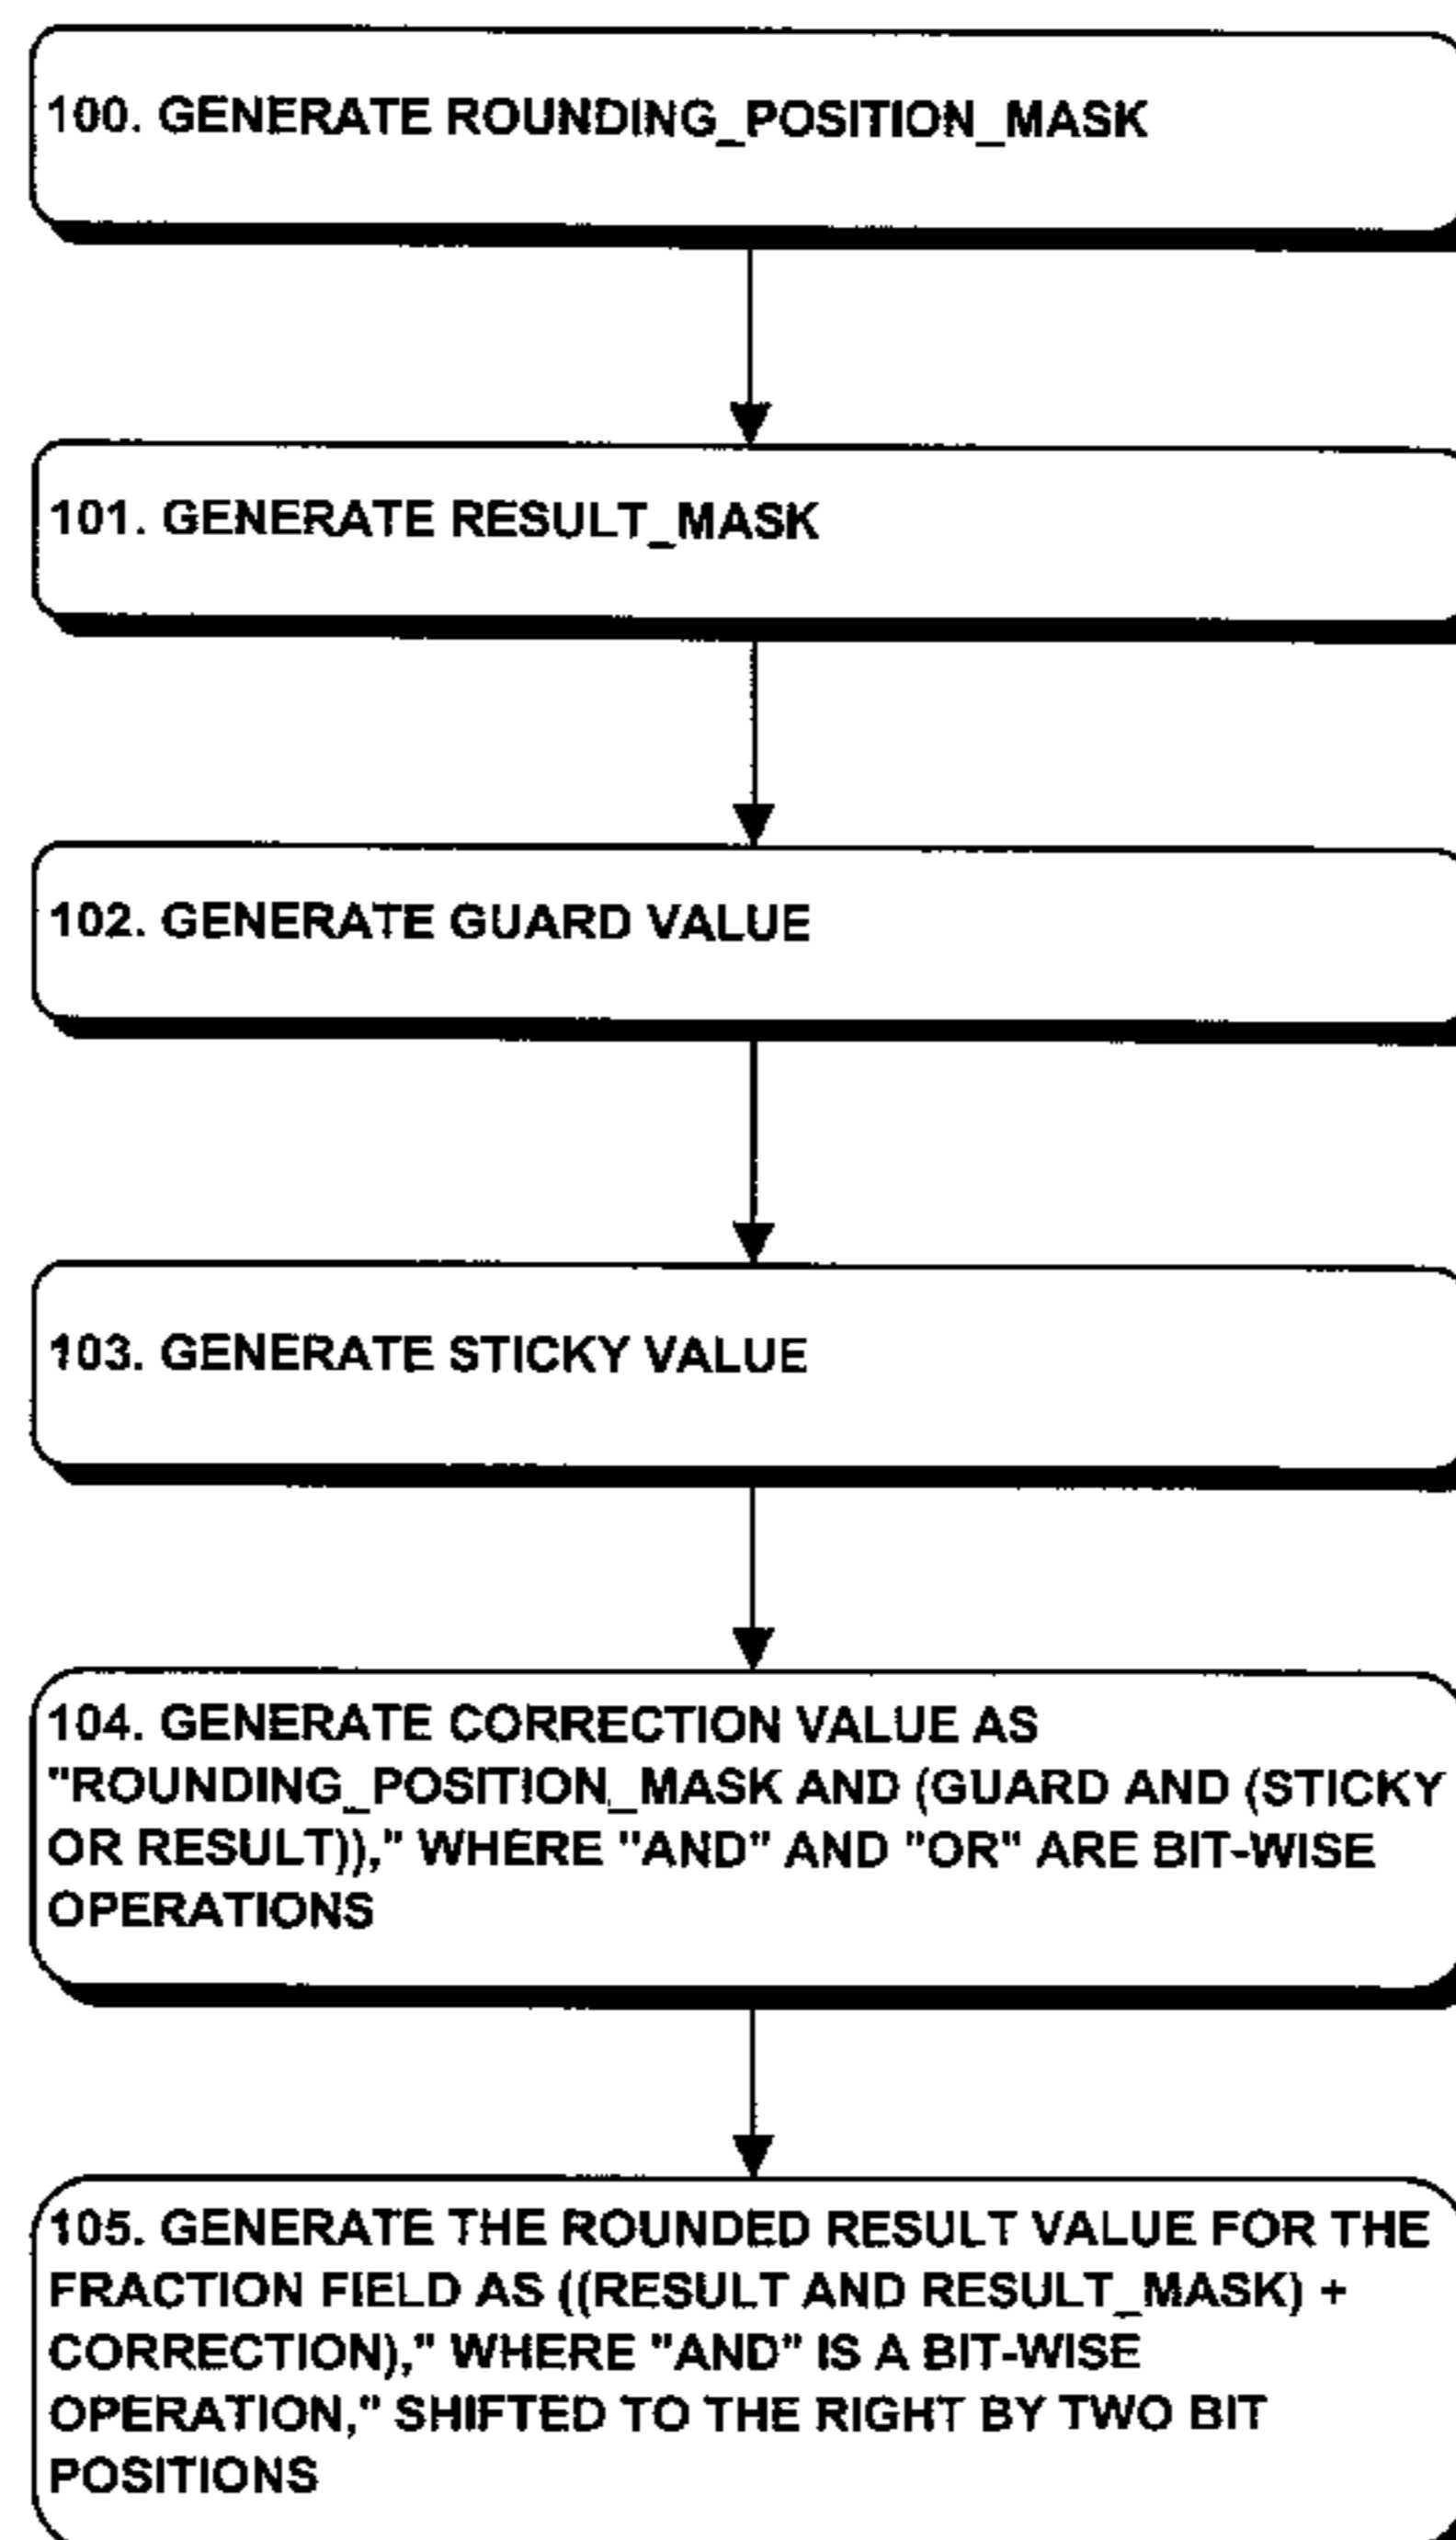 100. GENERATE ROUNDING_POSITION_MASK
101. GENERATE RESULT_MASK
102. GENERATE GUARD VALUE
103. GENERATE STICKY VALUE
104. GENERATE CORRECTION VALUE AS
"ROUNDING_POSITION_MASK AND (GUARD AND (STICKY
OR RESULT))," WHERE "AND" AND "OR" ARE BIT-WISE
OPERATIONS
105. GENERATE THE ROUNDED RESULT VALUE FOR THE
FRACTION FIELD AS ((RESULT AND RESULT_MASK) +
CORRECTION)," WHERE "AND" IS A BIT-WISE
OPERATION," SHIFTED TO THE RIGHT BY TWO BIT
POSITIONS